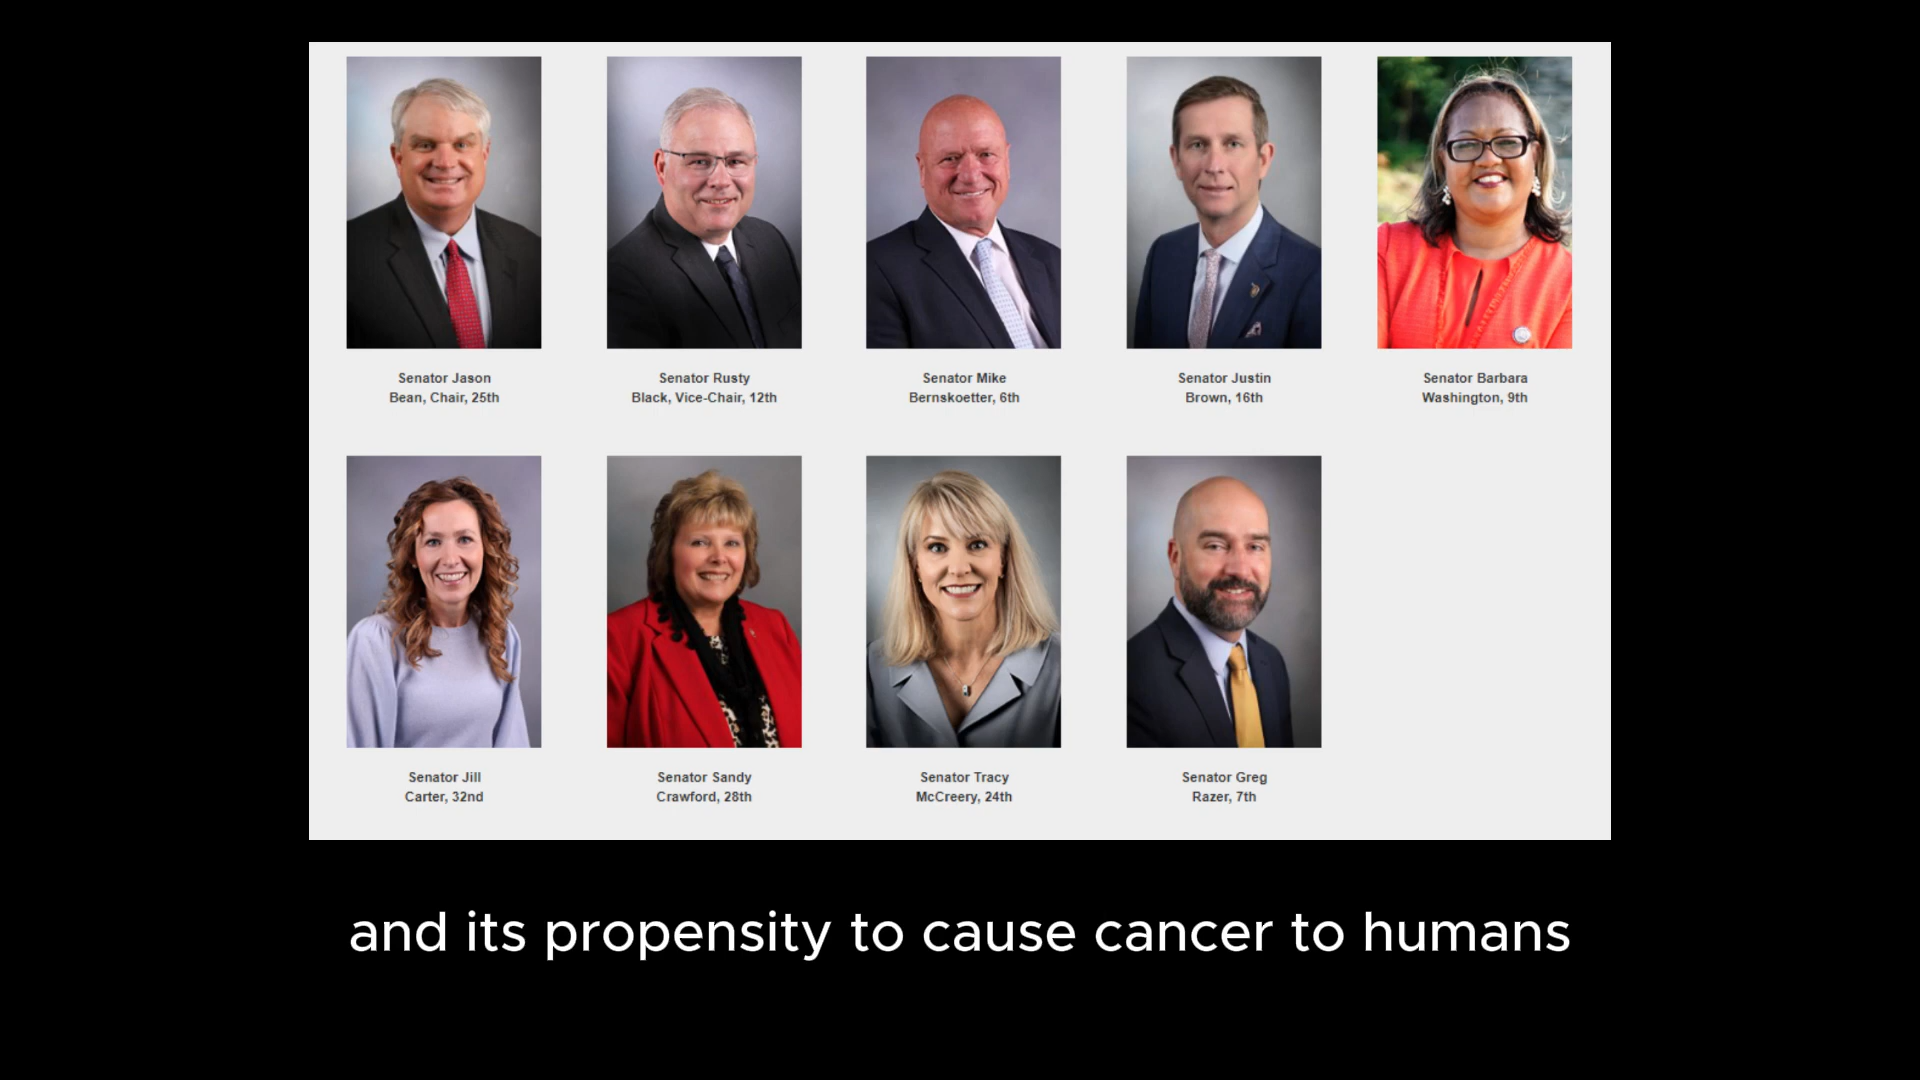 Senator Jason
Bean, Chair, 25th
Senator Rusty
Black, Vice-Chair, 12th
Senator Mike
Bernskoetter, 6th
Senator Justin
Brown, 16th
Senator Barbara
Washington, 9th
Senator Jill
Carter, 32nd
Senator Sandy
Crawford, 28th
Senator Tracy
McCreery, 24th
Senator Greg
Razer, 7th
and its propensity to cause cancer to humans